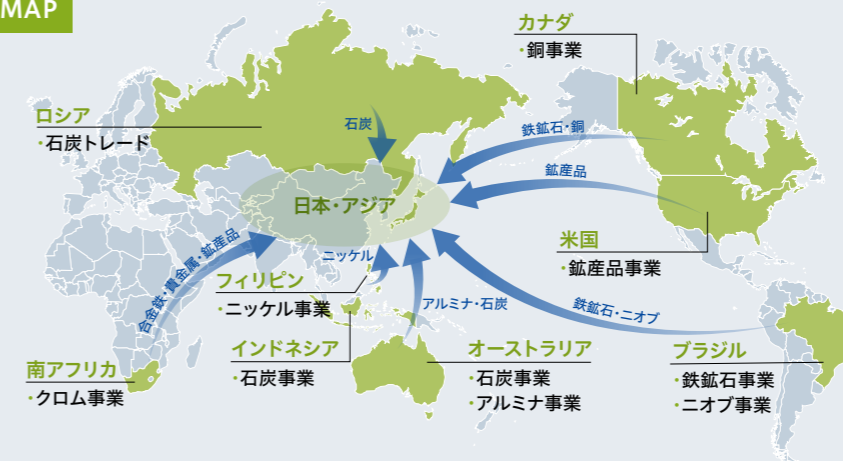 MAP
カナダ
・銅事業
ロシア
・石炭トレード
石炭
鉄鉱石・銅
鉱産品
日本・アジア
米国
・鉱産品事業
合金鉄・貴金属・鉱産品
ニッケル
フィリピン
・ニッケル事業
アルミナ・石炭
鉄鉱石・ニオブ
インドネシア
・石炭事業
オーストラリア
・石炭事業
・アルミナ事業
ブラジル
・鉄鉱石事業
・ニオブ事業
南アフリカ
・クロム事業